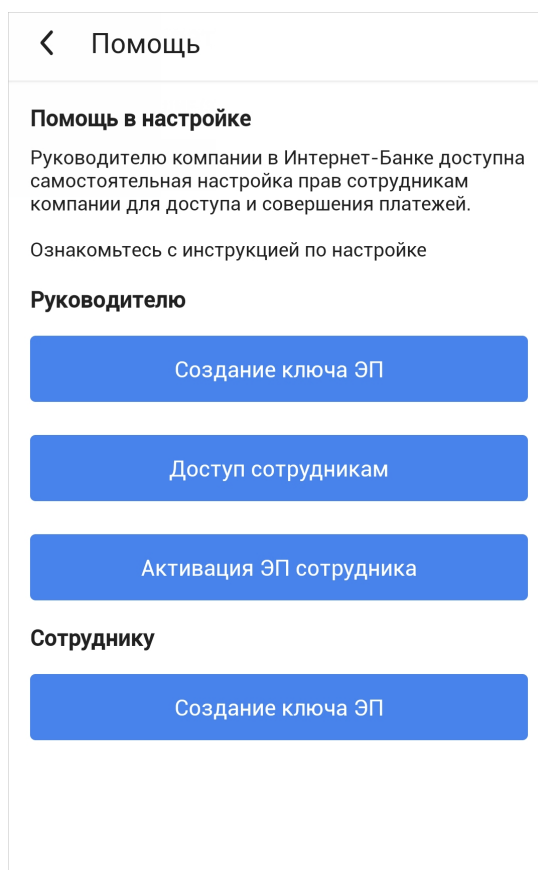 Помощь
Помощь в настройке
Руководителю компании в Интернет-Банке доступна
самостоятельная настройка прав сотрудникам
компании для доступа и совершения платежей.
Ознакомьтесь с инструкцией по настройке
Руководителю
Создание ключа ЭП
Доступ сотрудникам
Активация ЭП сотрудника
Сотруднику
Создание ключа ЭП